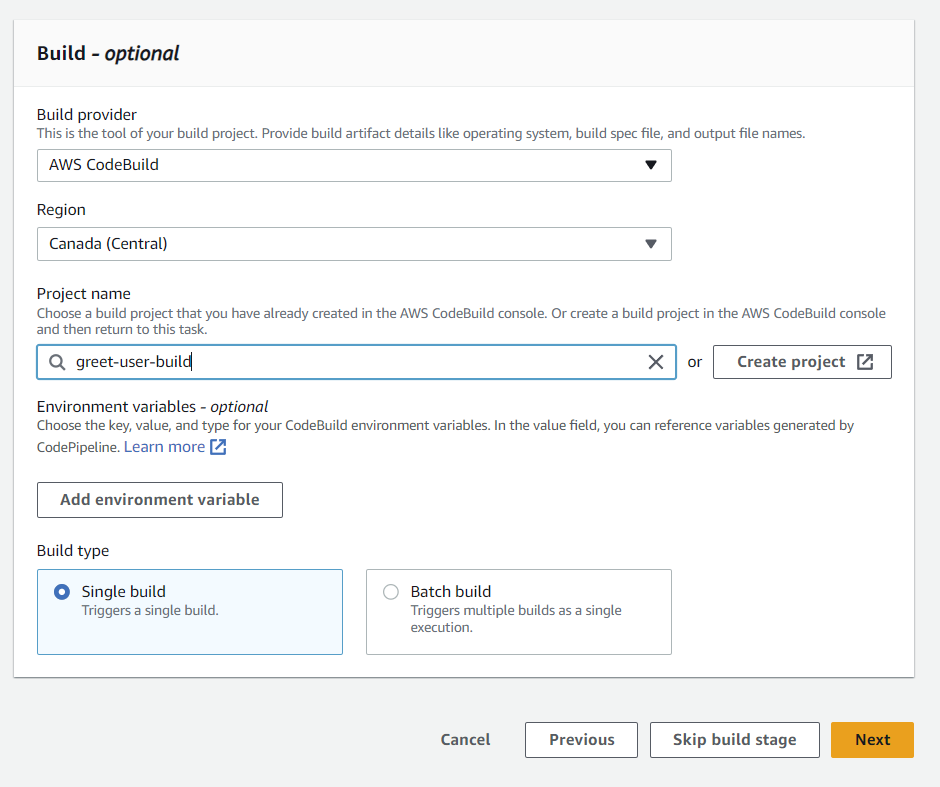 Build - optional
Build provider
This is the tool of your build project. Provide build artifact details like operating system, build spec file, and output file names.
AWS CodeBuild
Region
Canada (Central)
Project name
Choose a build project that you have already created in the AWS CodeBuild console. Or create a build project in the AWS CodeBuild console
and then return to this task.
greet-user-build
or
Create project
Environment variables - optional
Choose the key, value, and type for your CodeBuild environment variables. In the value field, you can reference variables generated by
CodePipeline. Learn more
Add environment variable
Build type
Single build
Triggers a single build.
Batch build
Triggers multiple builds as a single
execution.
Cancel
Previous
Skip build stage
Next